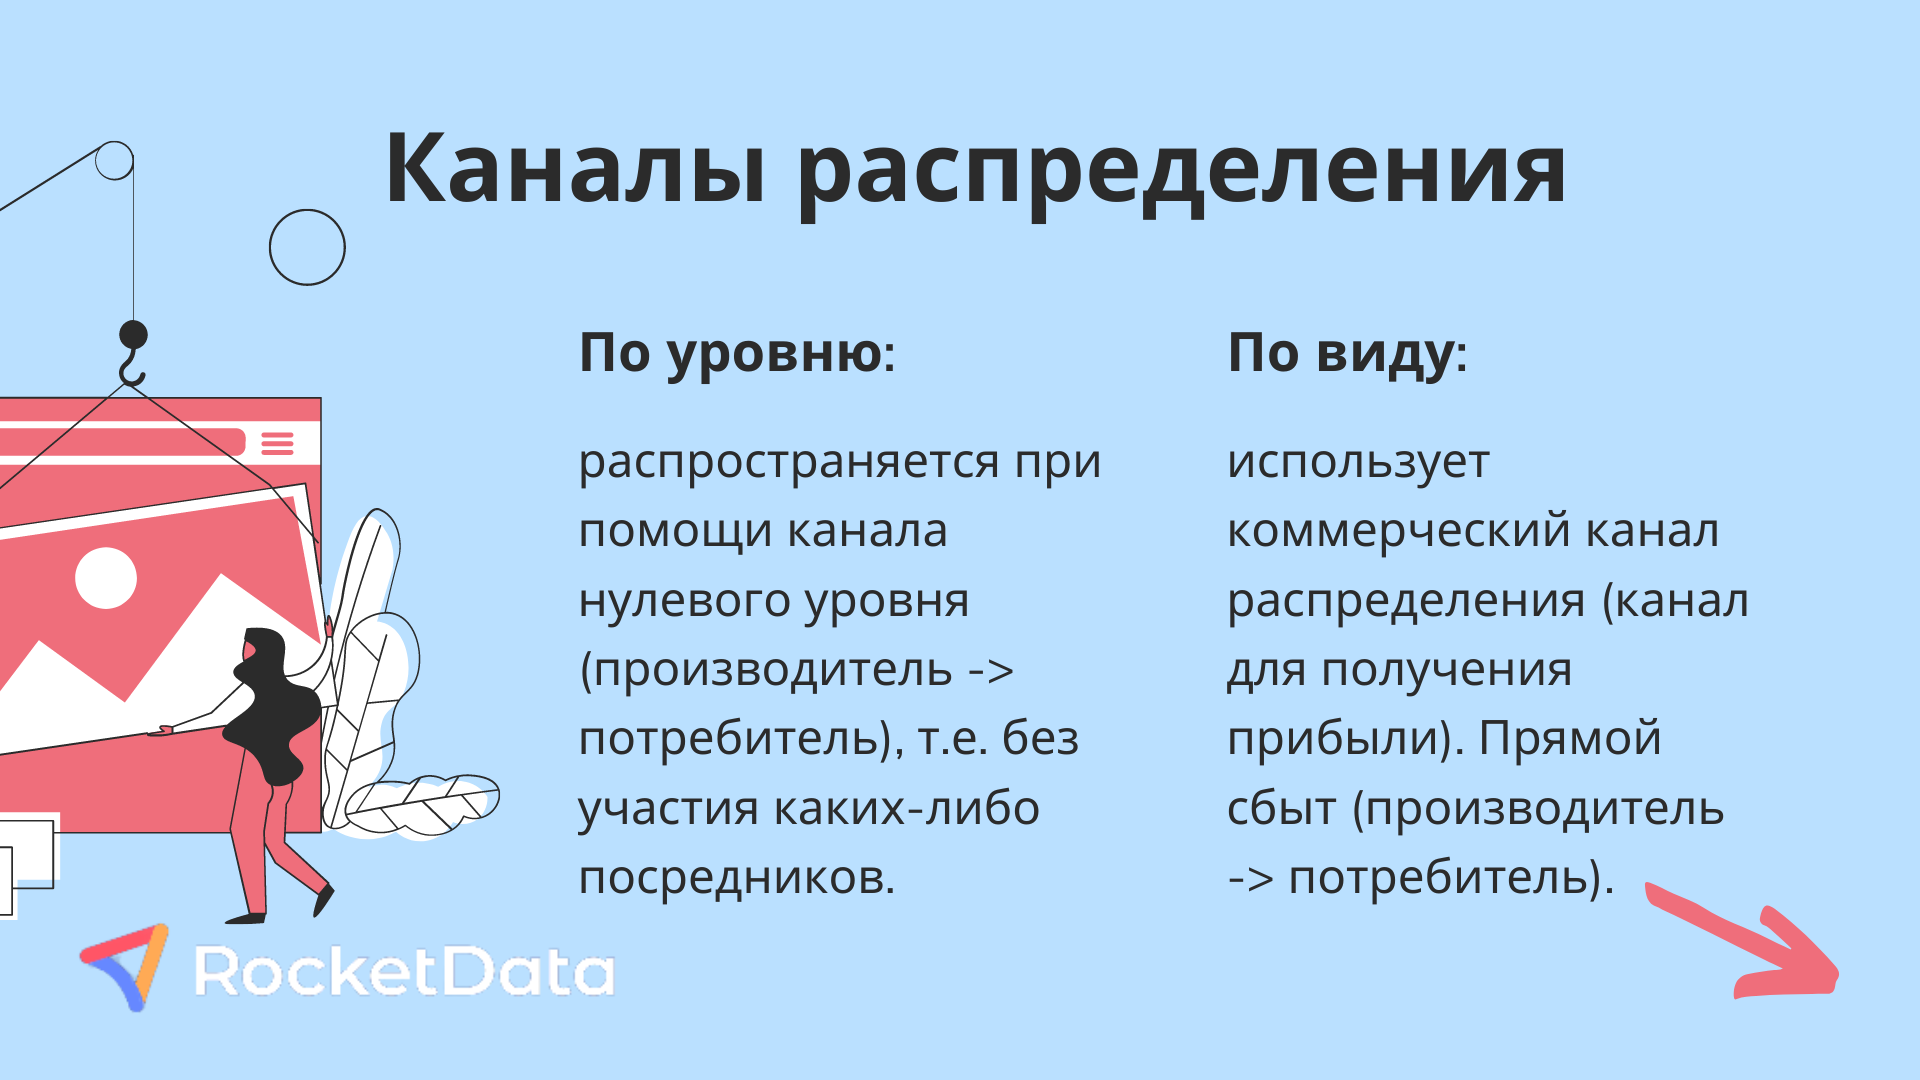 Каналы распределения
По уровню:
распространяется при
помощи канала
нулевого уровня
(производитель ->
потребитель), т.е. без
участия каких-либо
посредников.
По виду:
использует
коммерческий канал
распределения (канал
для получения
прибыли). Прямой
сбыт (производитель
-> потребитель).
RocketData